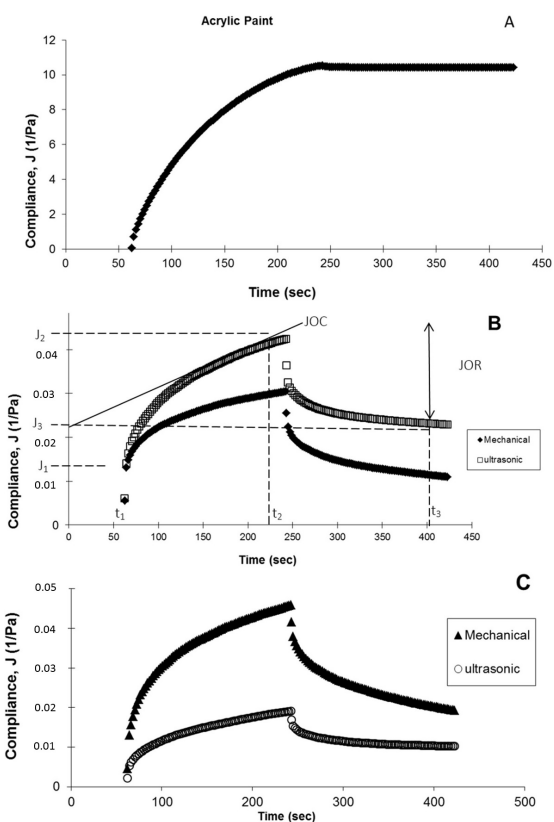 Acrylic Paint
A
Compliance, J (1/Pa)
12
10
8
6
4
2
0
0 50 100 150 200 250 300 350 400 450 500
Time (sec)
B
JOC
JOR
J2
J3
J1
Compliance, J (1/Pa)
0.04
0.03
0.02
0.01
0
t1 t2 t3
0 50 100 150 200 250 300 350 400 450
Mechanical
ultrasonic
Time (sec)
C
Compliance, J (1/Pa)
0.05
0.04
0.03
0.02
0.01
0
0 100 200 300 400 500
Mechanical
ultrasonic
Time (sec)